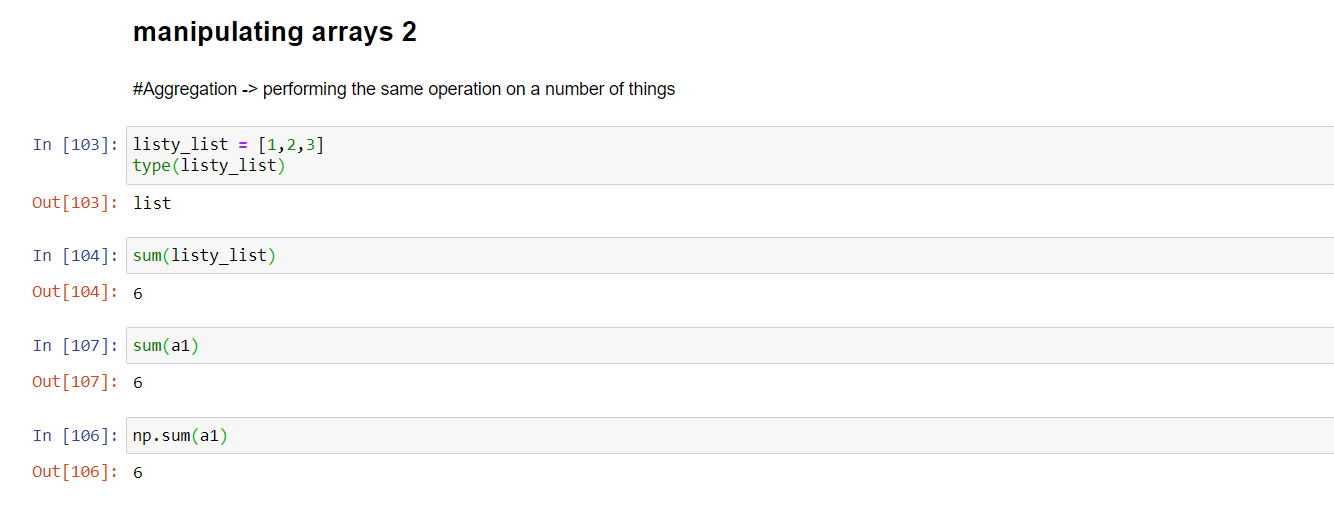 manipulating arrays 2
#Aggregation -> performing the same operation on a number of things
In [103]: listy_list = [1,2,3]
type(listy_list)
Out[103]: list
In [104]: sum(listy_list)
Out[104]: 6
In [107]: sum(a1)
Out[107]: 6
In [106]: np.sum(a1)
Out[106]: 6